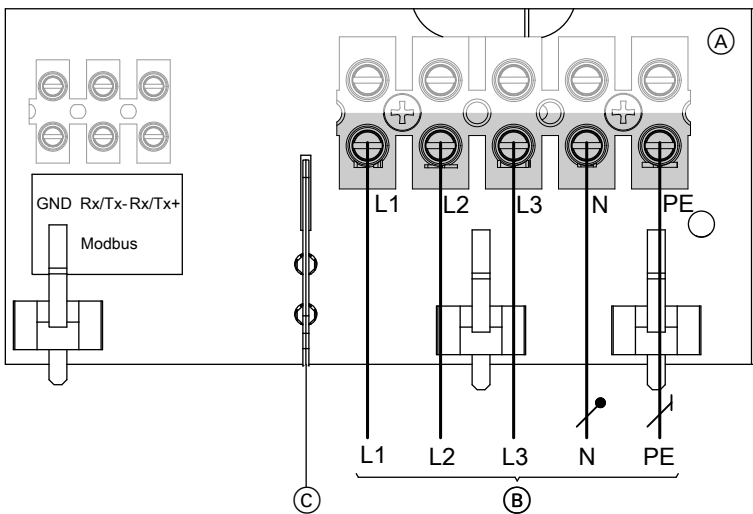 A
L1 L2 L3 N PE
GND Rx/Tx- Rx/Tx+
Modbus
L1 L2 L3 N PE
C B